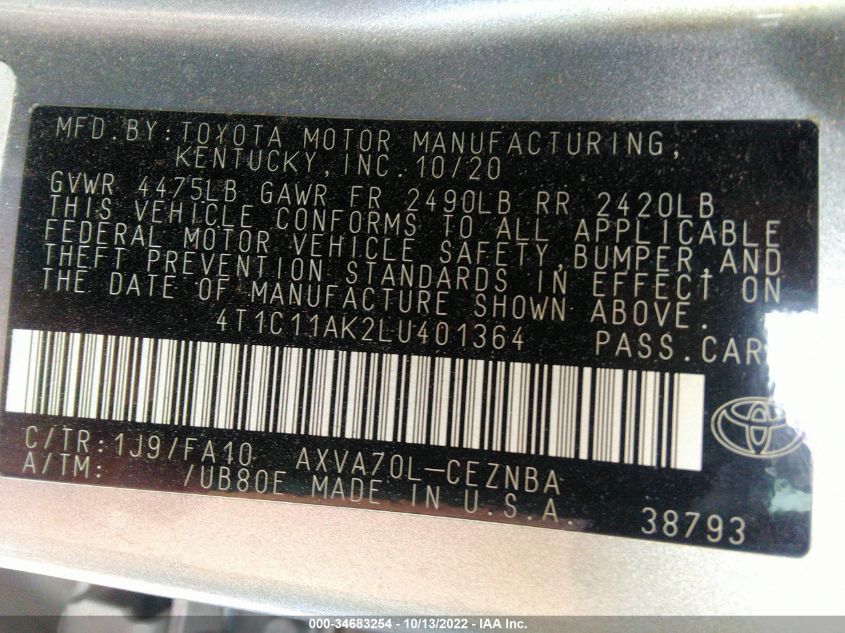 MFD.BY:TOYOTA MOTOR MANUFACTURING,
KENTUCKY,INC.10/20
GVWR 4475LB GAWR FR 2490LB RR 2420LB
THIS VEHICLE CONFORMS TO ALL APPLICABLE
FEDERAL MOTOR VEHICLE SAFETY,BUMPER,AND
THEFT PREVENTION STANDARDS IN EFFECT ON
THE DATE OF MANUFACTURE SHOWN ABOVE.
4T1C11AK2LU401364 PASS.CAR
C/TR:1J9/FA10 AXVA70L-CEZNBA
A/TM: /UB80E MADE IN U.S.A. 38793
000-34683254 - 10/13/2022 - IAA Inc.